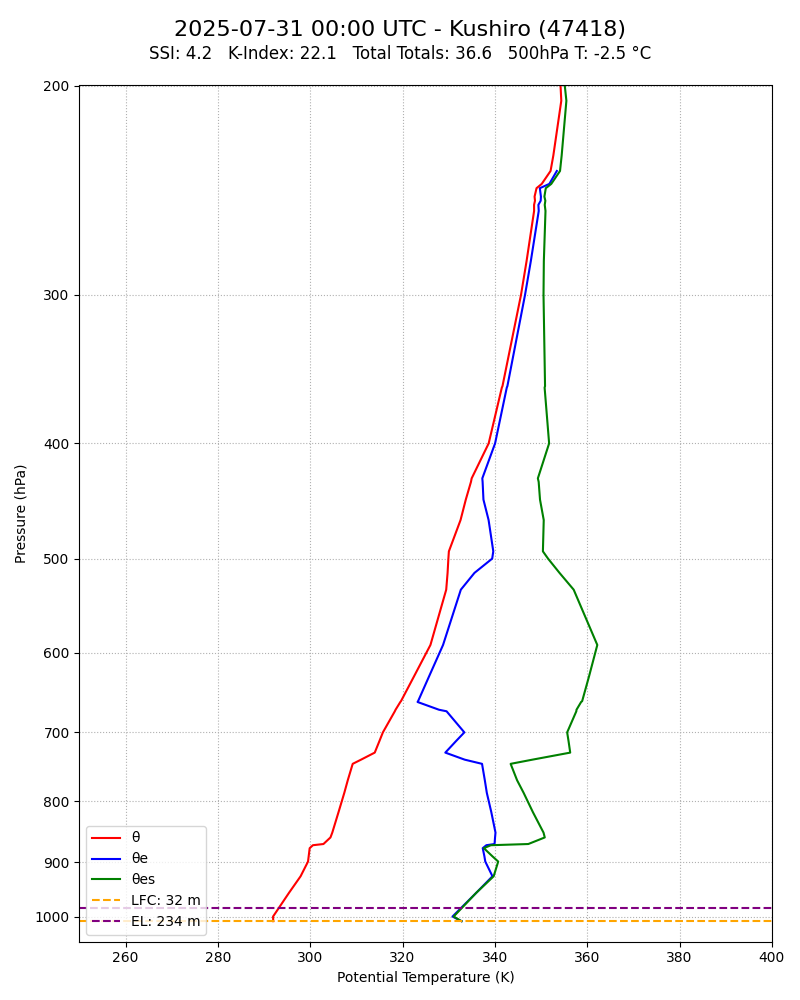 2025-07-31 00:00 UTC - Kushiro (47418)
SSI: 4.2 K-Index: 22.1 Total Totals: 36.6 500hPa T: -2.5 °C
200
300
400
500
600
700
800
900
1000
Pressure (hPa)
θ
θe
θes
LFC: 32 m
EL: 234 m
260 280 300 320 340 360 380 400
Potential Temperature (K)